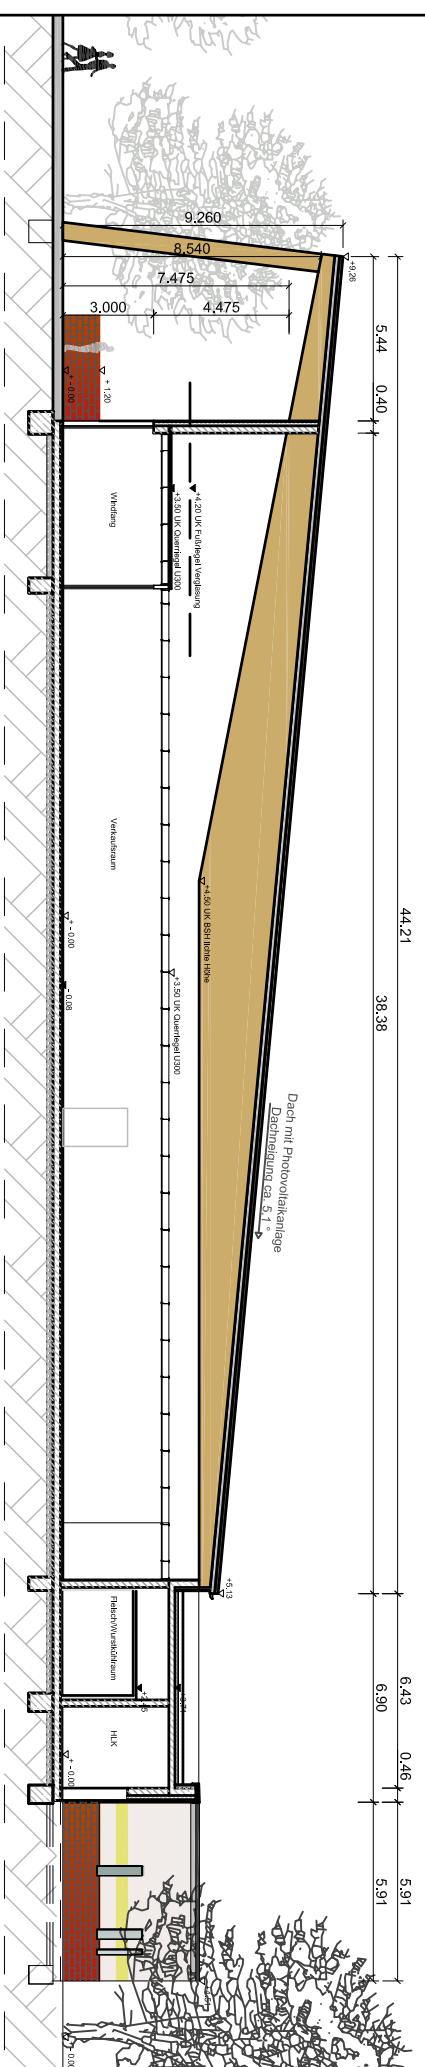 9.260
8.540
7.475
3.000
4.475
+9.26
5.44
0.40
+ 1.20
+ - 0.00
Windfang
+4.20 UK Fußriegel Verglasung
+3.50 UK Querriegel U300
Verkaufsraum
+4.50 UK BSH lichte Höhe
+ - 0.00
- 0.08
+3.50 UK Querriegel U300
44.21
38.38
Dach mit Photovoltaikanlage
Dachneigung ca. 5,1 °
+5.13
Fleisch/Wurstkühlraum
HLK
+ - 0.00
6.43
0.46
6.90
5.91
5.91